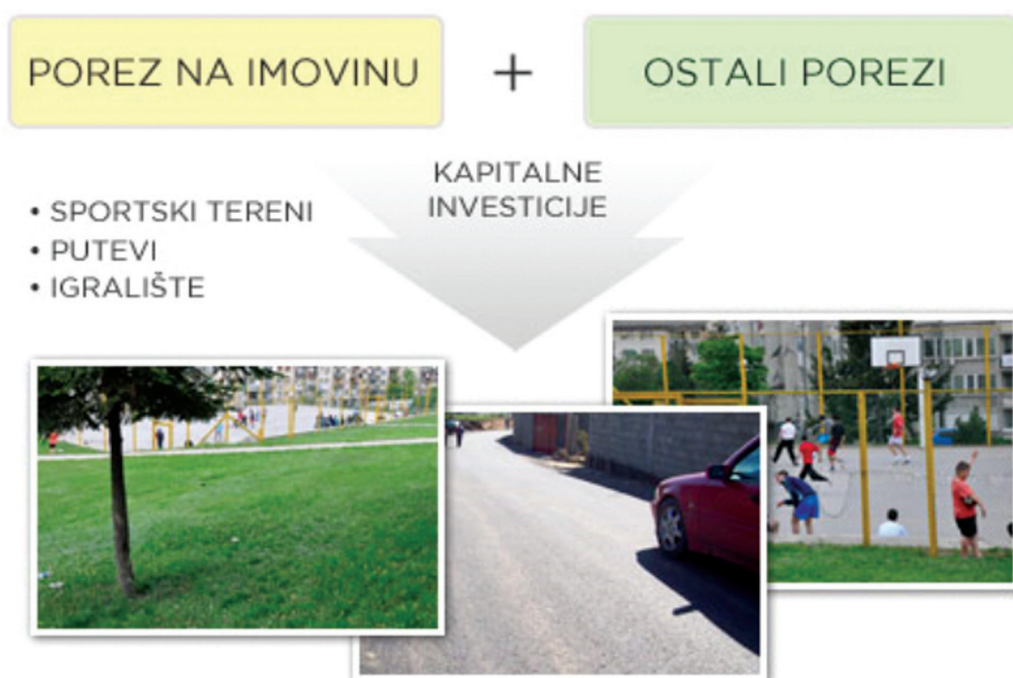 POREZ NA IMOVINU
+
OSTALI POREZI
KAPITALNE
INVESTICIJE
• SPORTSKI TERENI
• PUTEVI
• IGRALIŠTE